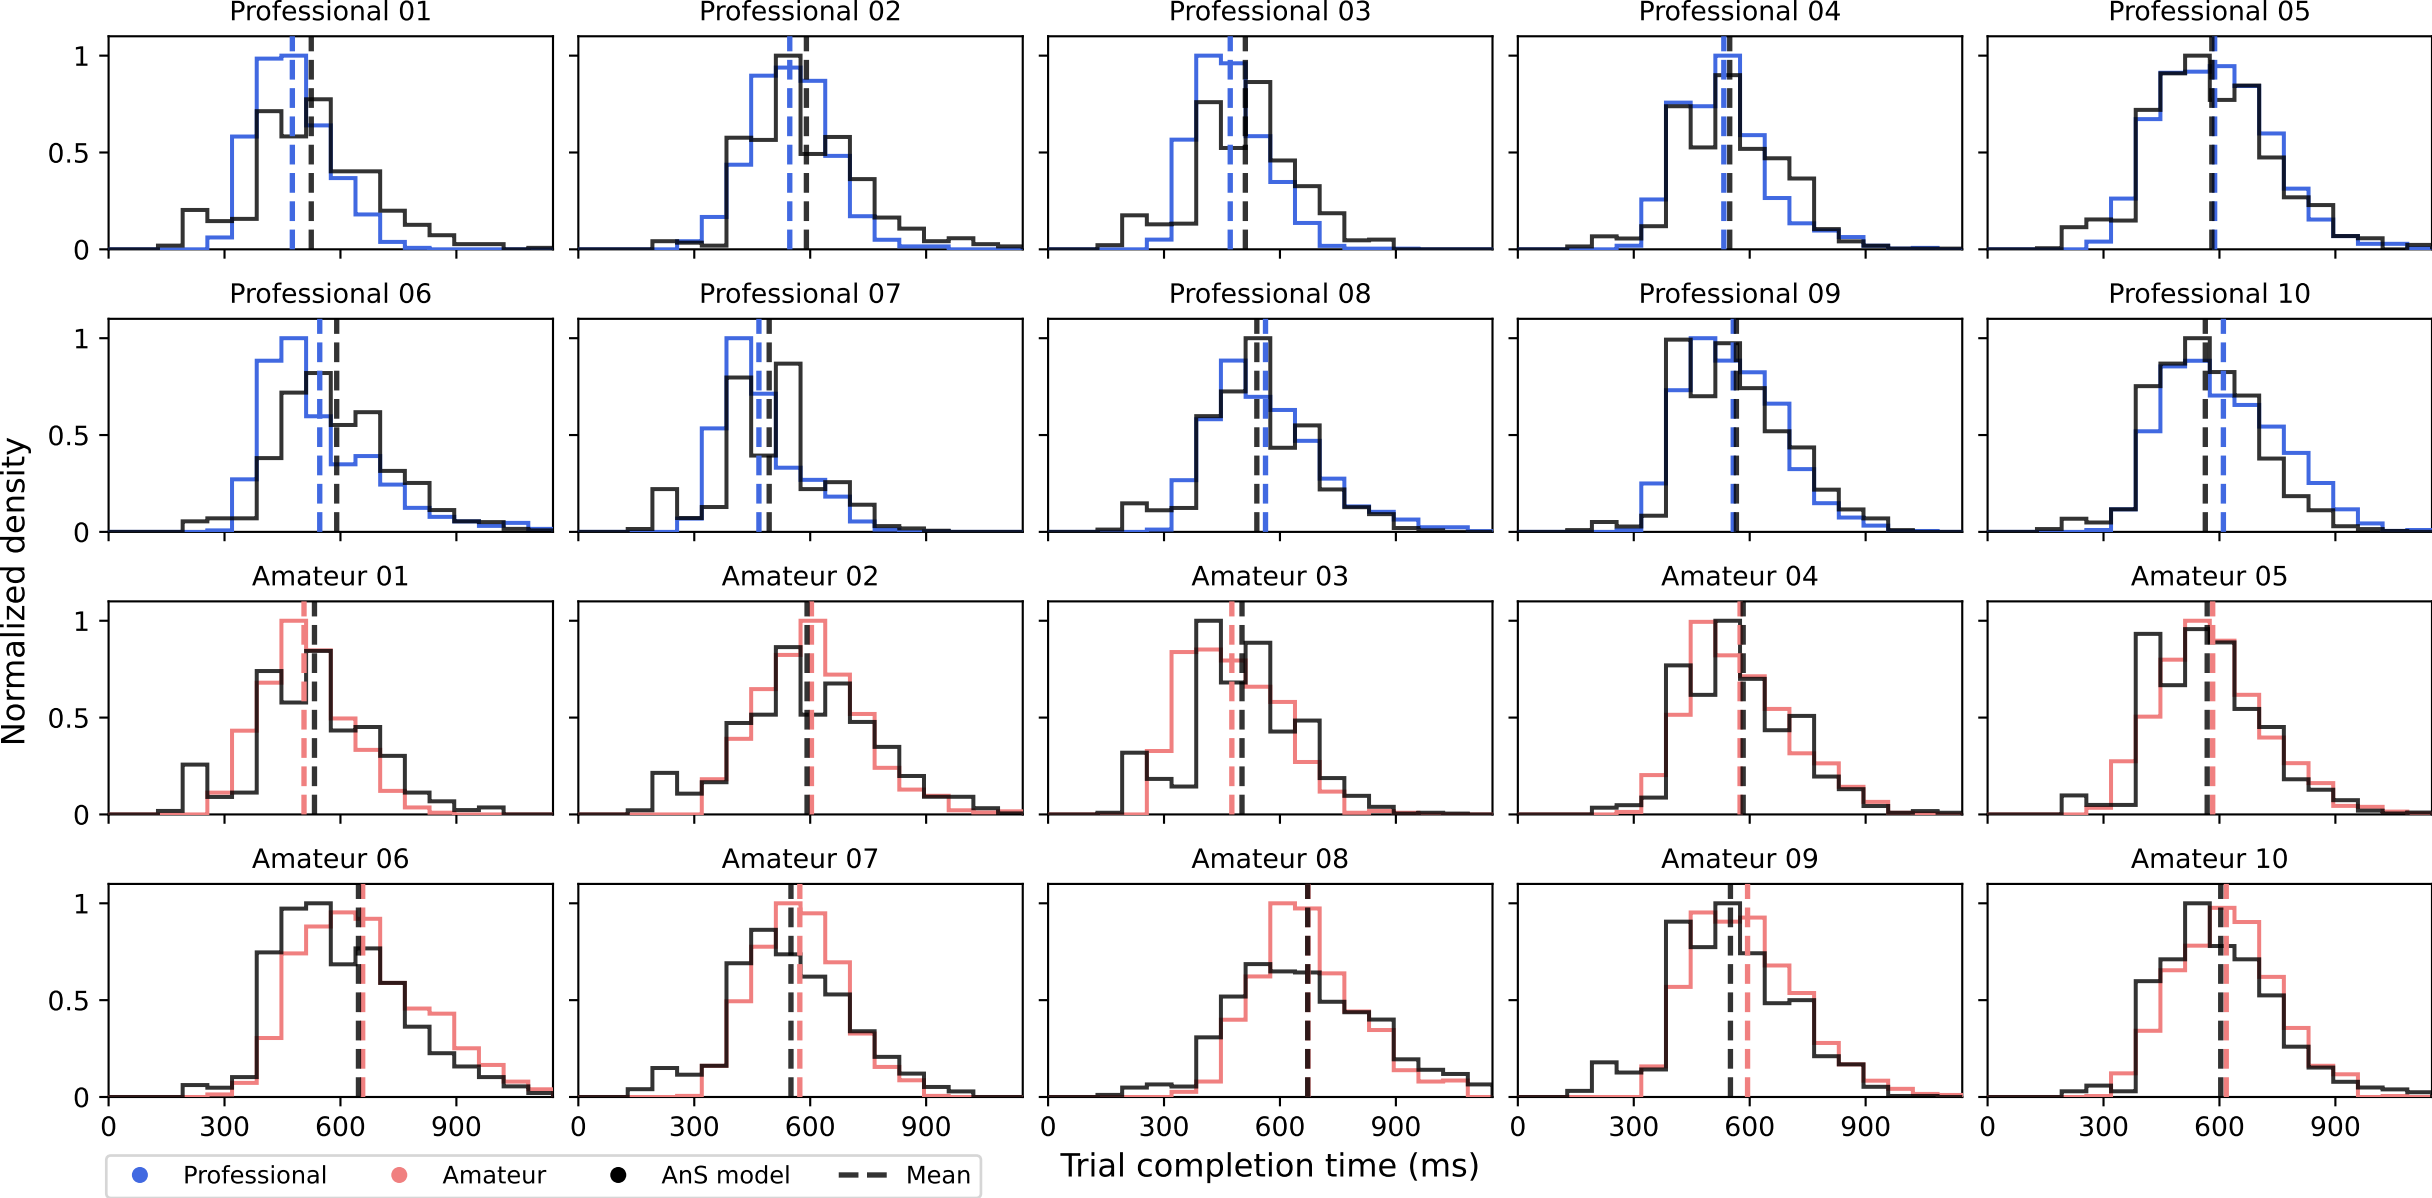 Professional 01 Professional 02 Professional 03 Professional 04 Professional 05
1
0.5
0
Professional 06 Professional 07 Professional 08 Professional 09 Professional 10
1
0.5
0
Normalized density
Amateur 01 Amateur 02 Amateur 03 Amateur 04 Amateur 05
1
0.5
0
Amateur 06 Amateur 07 Amateur 08 Amateur 09 Amateur 10
1
0.5
0
0 300 600 900 0 300 600 900 0 300 600 900 0 300 600 900 0 300 600 900
Trial completion time (ms)
Professional Amateur AnS model Mean